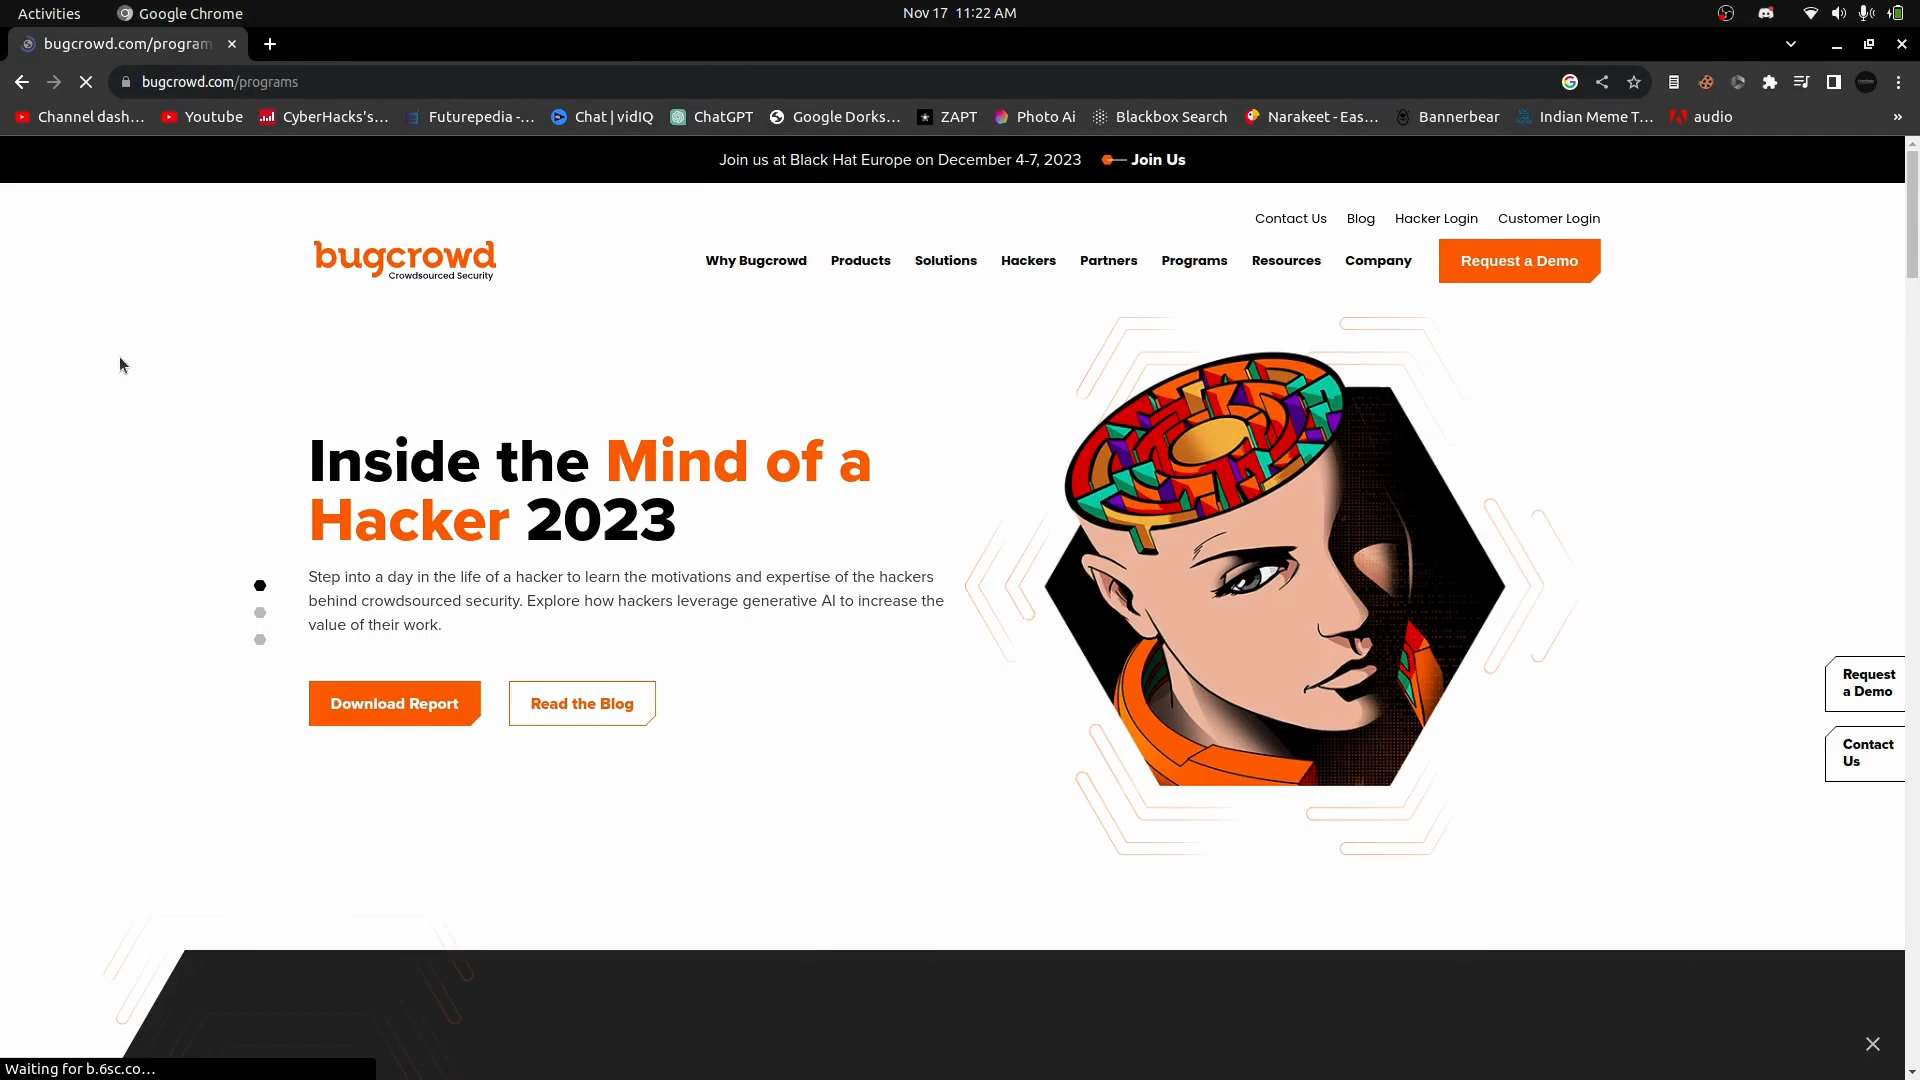 Activities
Google Chrome
Nov 17 11:22 AM
bugcrowd.com/program
bugcrowd.com/programs
Channel dash...
Youtube
CyberHacks's...
Futurepedia -...
Chat | vidIQ
ChatGPT
Google Dorks...
ZAPT
Photo Ai
Blackbox Search
Narakeet - Eas...
Bannerbear
Indian Meme T...
audio
»
Join us at Black Hat Europe on December 4-7, 2023 Join Us
Contact Us Blog Hacker Login Customer Login
bugcrowd
Crowdsourced Security
Why Bugcrowd Products Solutions Hackers Partners Programs Resources Company Request a Demo
Inside the Mind of a
Hacker 2023
Step into a day in the life of a hacker to learn the motivations and expertise of the hackers
behind crowdsourced security. Explore how hackers leverage generative AI to increase the
value of their work.
Download Report Read the Blog
Request
a Demo
Contact
Us
Waiting for b.6sc.co...